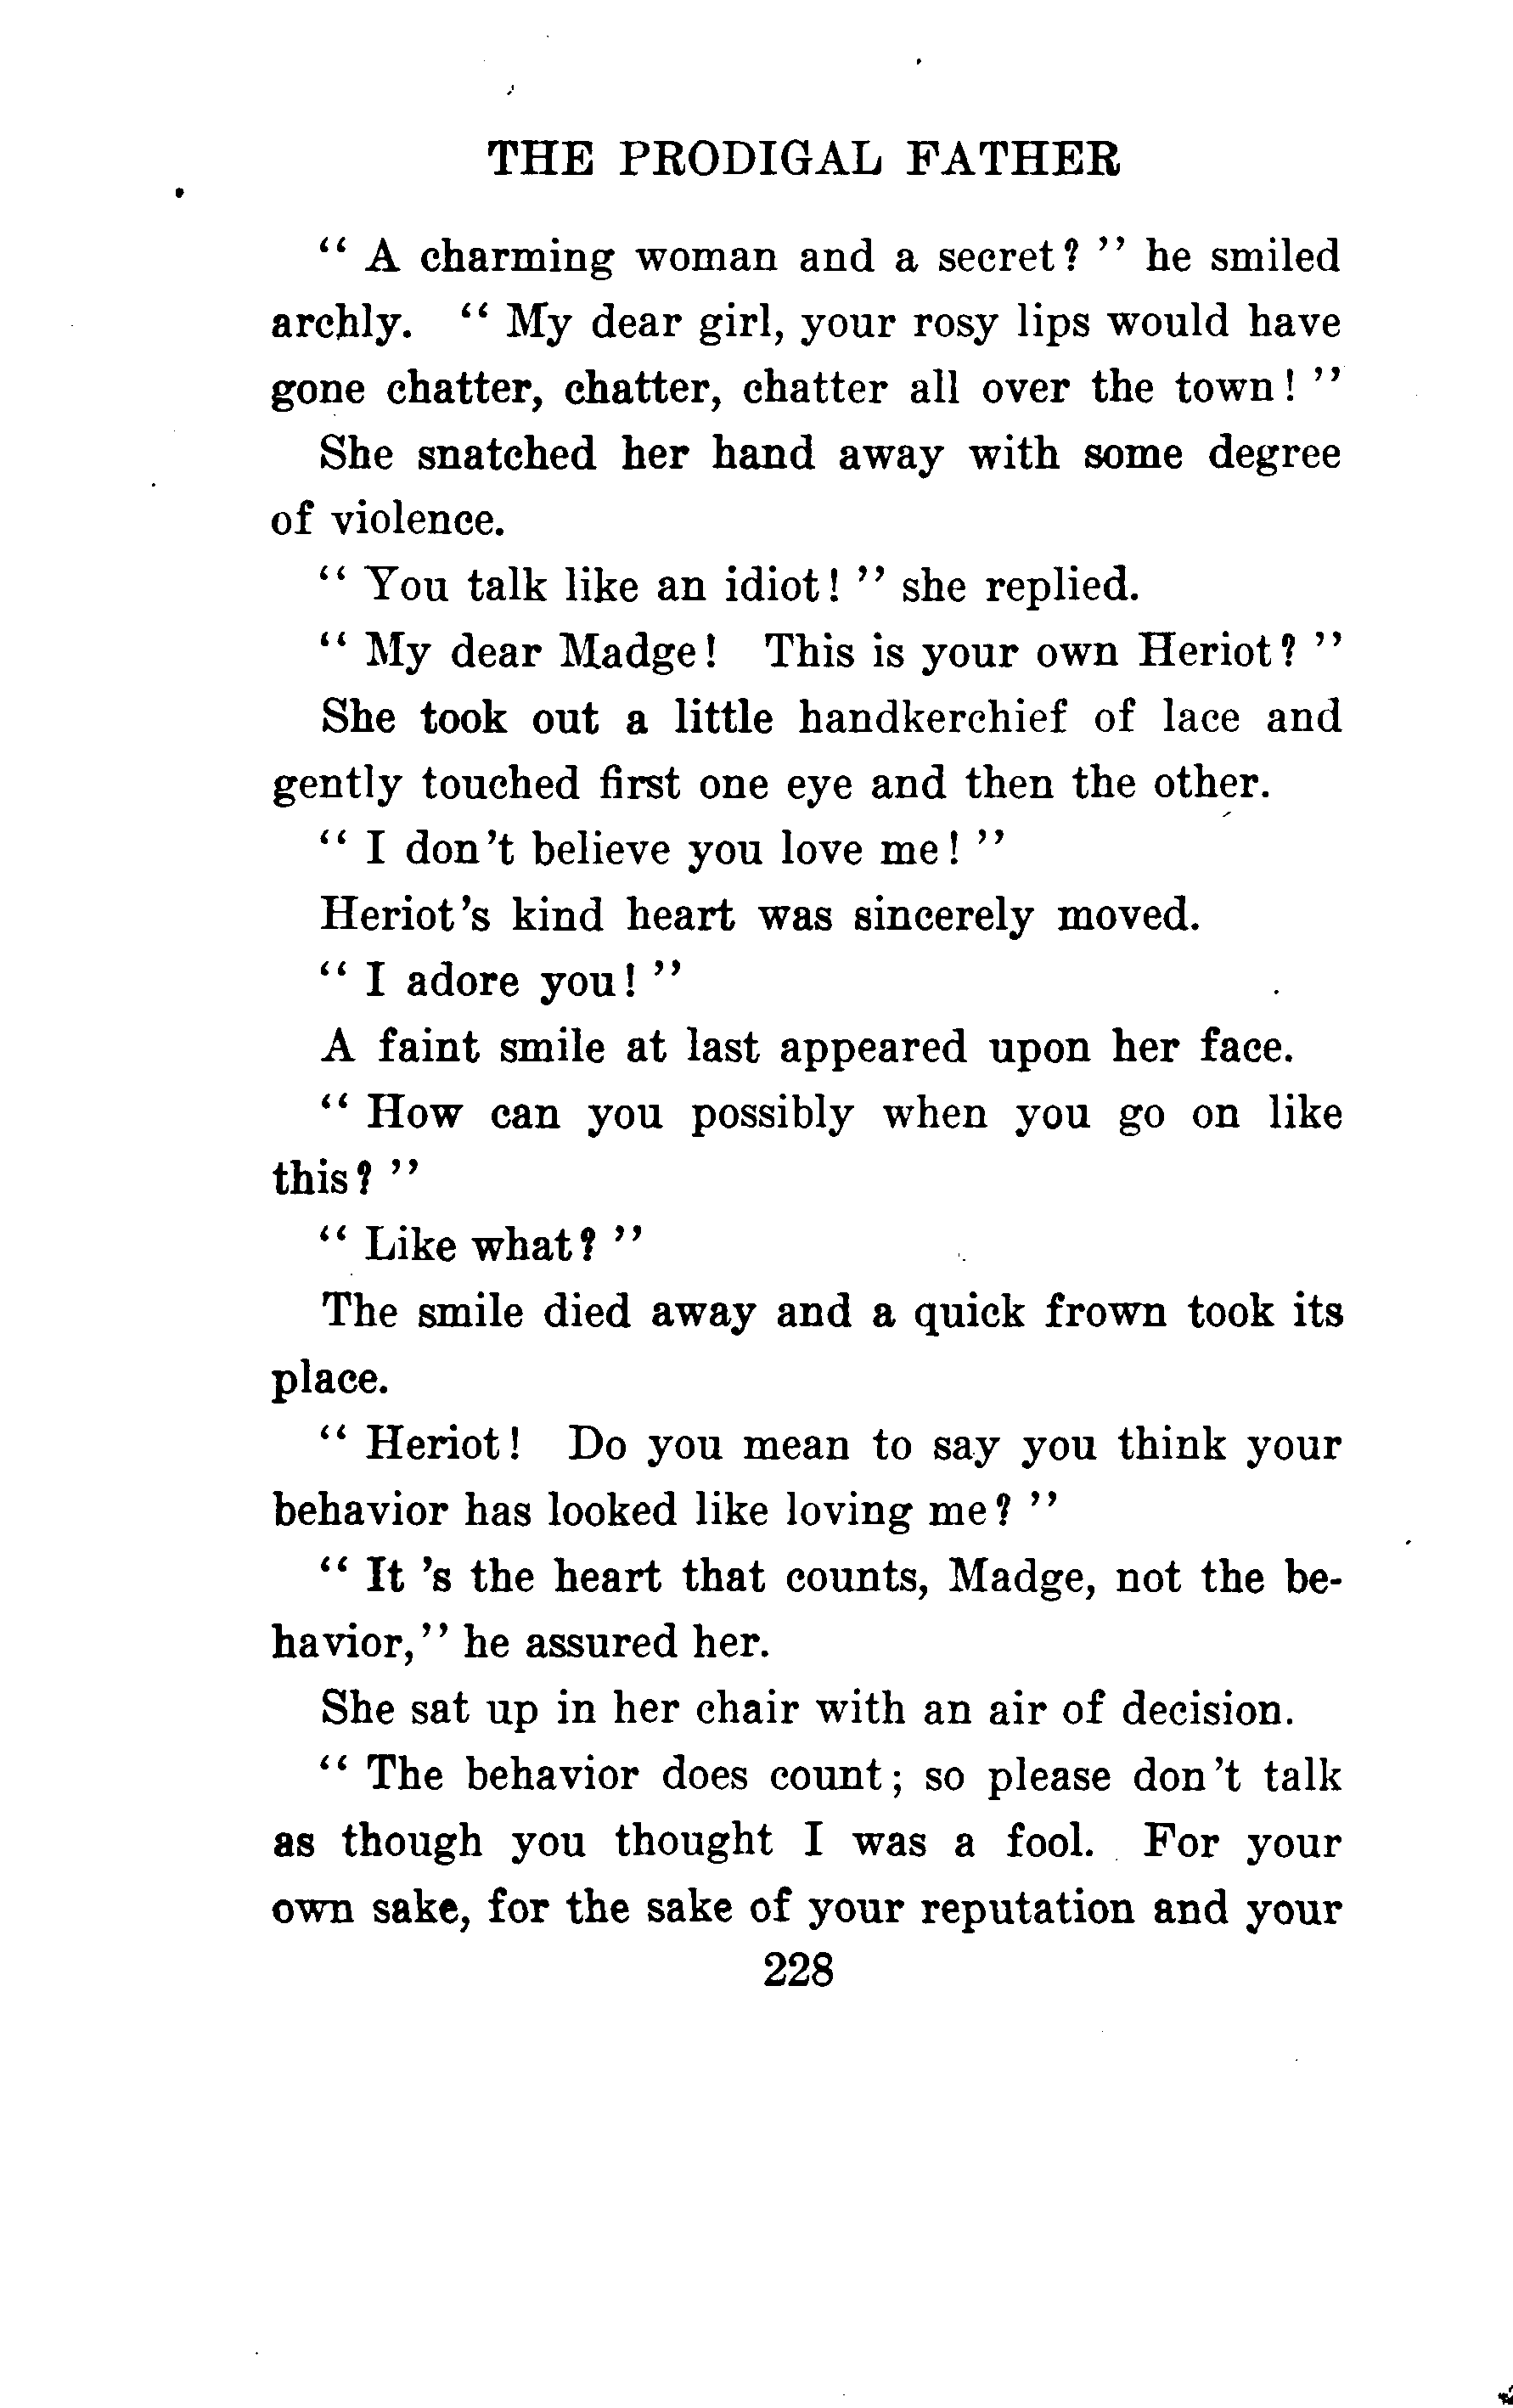 THE PRODIGAL FATHER
“ A charming woman and a secret? ” he smiled
archly. “ My dear girl, your rosy lips would have
gone chatter, chatter, chatter all over the town! ”
She snatched her hand away with some degree
of violence.
“ You talk like an idiot! ” she replied.
“ My dear Madge! This is your own Heriot? ”
She took out a little handkerchief of lace and
gently touched first one eye and then the other.
“ I don't believe you love me! ”
Heriot's kind heart was sincerely moved.
“ I adore you! ”
A faint smile at last appeared upon her face.
“ How can you possibly when you go on like
this? ”
“ Like what? ”
The smile died away and a quick frown took its
place.
“ Heriot! Do you mean to say you think your
behavior has looked like loving me? ”
“ It 's the heart that counts, Madge, not the be-
havior,” he assured her.
She sat up in her chair with an air of decision.
“ The behavior does count; so please don't talk
as though you thought I was a fool. For your
own sake, for the sake of your reputation and your
228